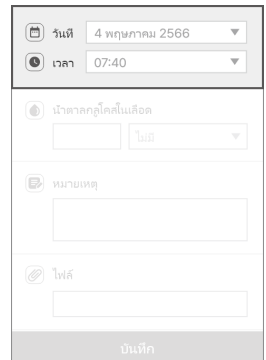 วันที่ 4 พฤษภาคม 2566
เวลา 07:40
น้ำตาลกลูโคสในเลือด
ไม่มี
หมายเหตุ
ไฟล์
บันทึก